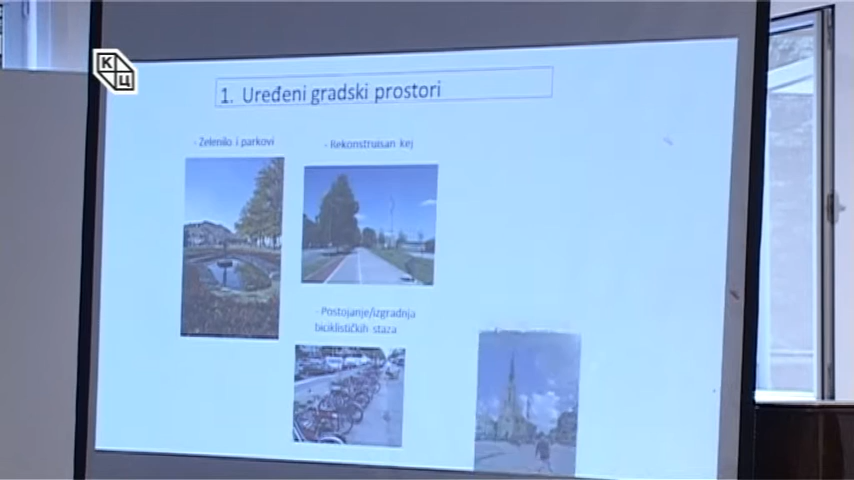 КЦ
1. Uređeni gradski prostori
- Zelenilo i parkovi
- Rekonstruisan kej
- Postojanje/izgradnja
biciklističkih staza